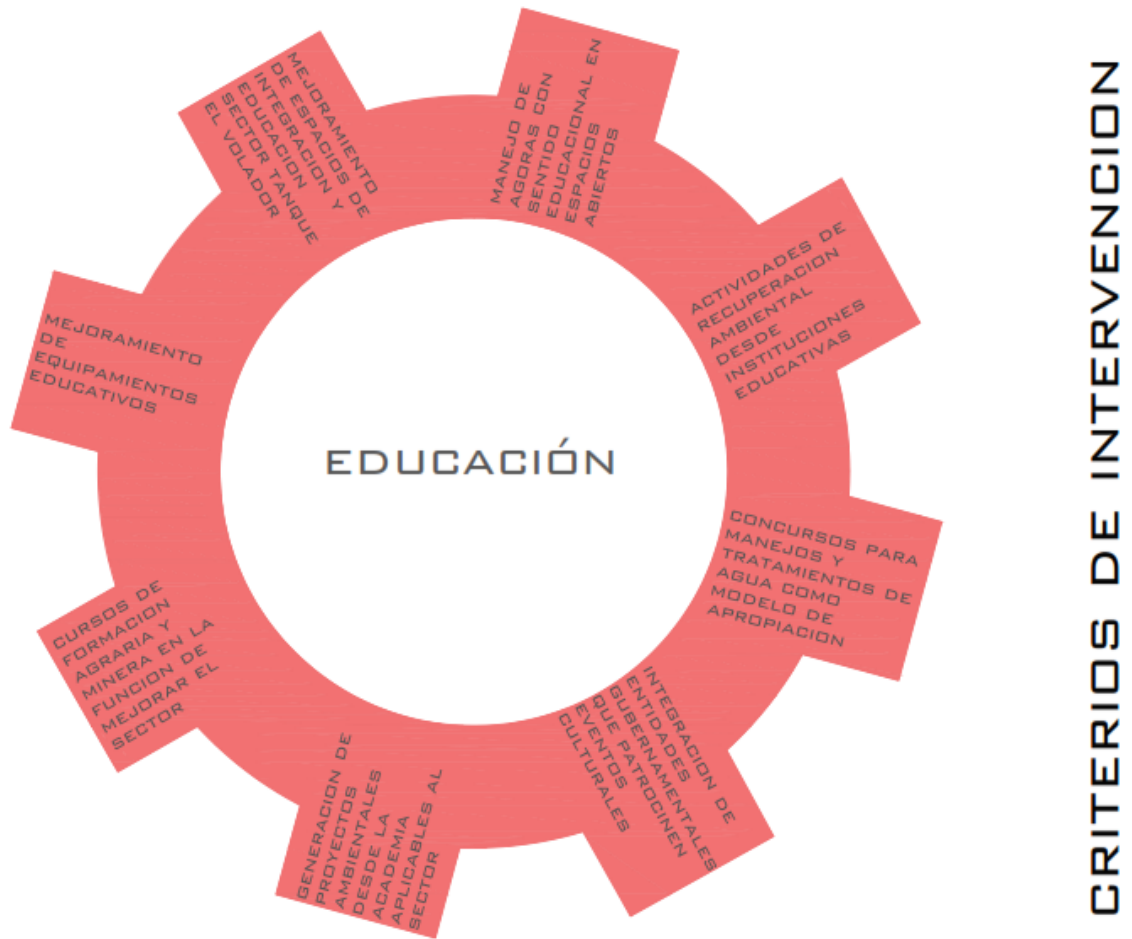 MEJORAMIENTO
DE ESPACIOS DE
INTEGRACION Y
EDUCACION
SECTOR TANQUE
EL VOLADOR
MANEJO DE
AGORAS CON
SENTIDO
EDUCACIONAL EN
ESPACIOS
ABIERTOS
ACTIVIDADES DE
RECUPERACION
AMBIENTAL
DESDE
INSTITUCIONES
EDUCATIVAS
CONCURSOS PARA
MANEJOS Y
TRATAMIENTOS DE
AGUA COMO
MODELO DE
APROPIACION
INTEGRACION DE
ENTIDADES
GUBERNAMENTALES
QUE PATROCINEN
EVENTOS
CULTURALES
GENERACION DE
PROYECTOS
AMBIENTALES
DESDE LA
ACADEMIA
APLICABLES AL
SECTOR
CURSOS DE
FORMACION
AGRARIA Y
MINERA EN LA
FUNCION DE
MEJORAR EL
SECTOR
MEJORAMIENTO
DE
EQUIPAMIENTOS
EDUCATIVOS
EDUCACIÓN
CRITERIOS DE INTERVENCION